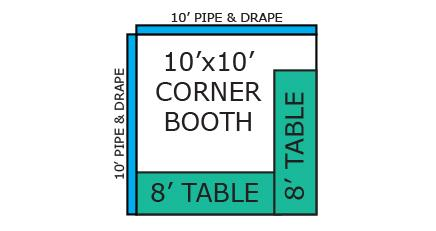 10’ PIPE & DRAPE
10’ PIPE & DRAPE
10’x10’
CORNER
BOOTH
8’ TABLE
8’ TABLE